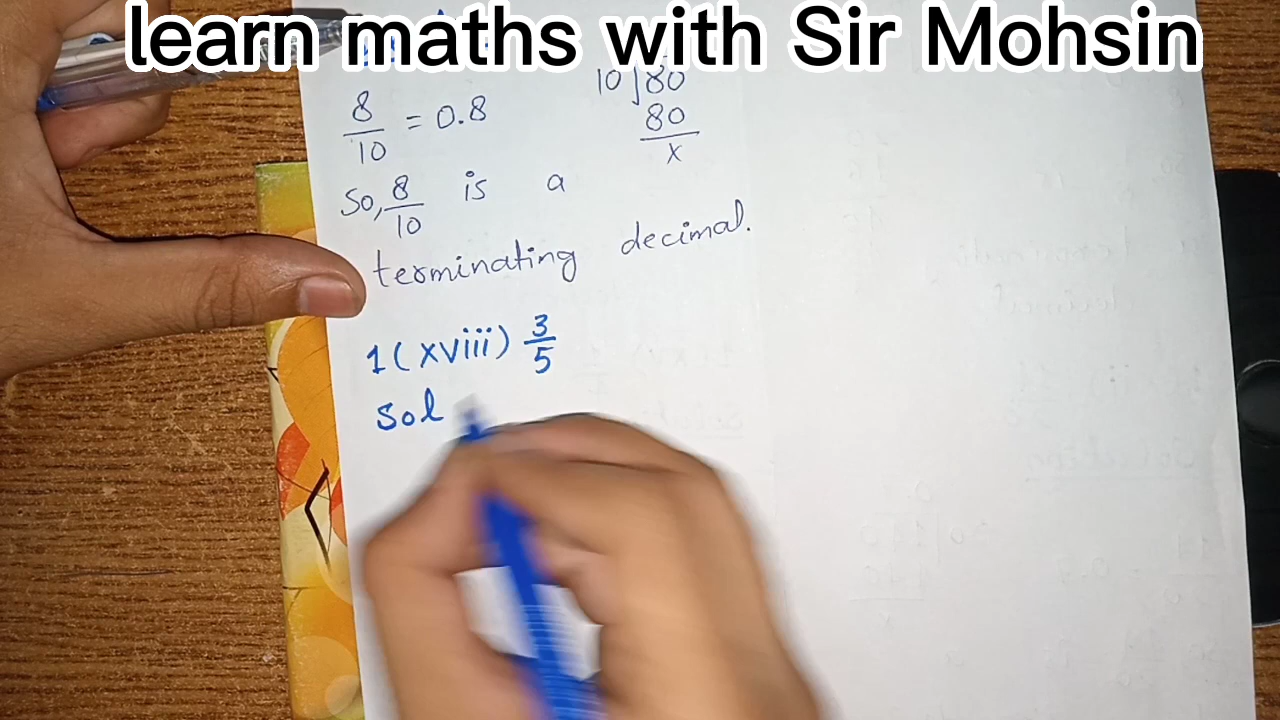 learn maths with Sir Mohsin
8/10 = 0.8
10)80
80
x
So, 8/10 is a
terminating decimal.
1(xviii) 3/5
Sol